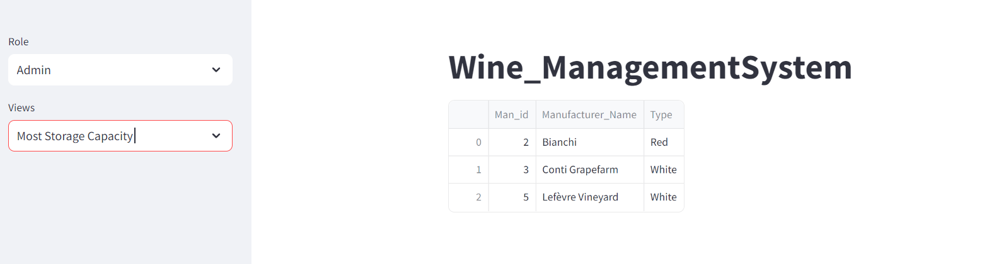 Role
Admin
Views
Most Storage Capacity
Wine_ManagementSystem
Man_id Manufacturer_Name Type
0 2 Bianchi Red
1 3 Conti Grapefarm White
2 5 Lefèvre Vineyard White